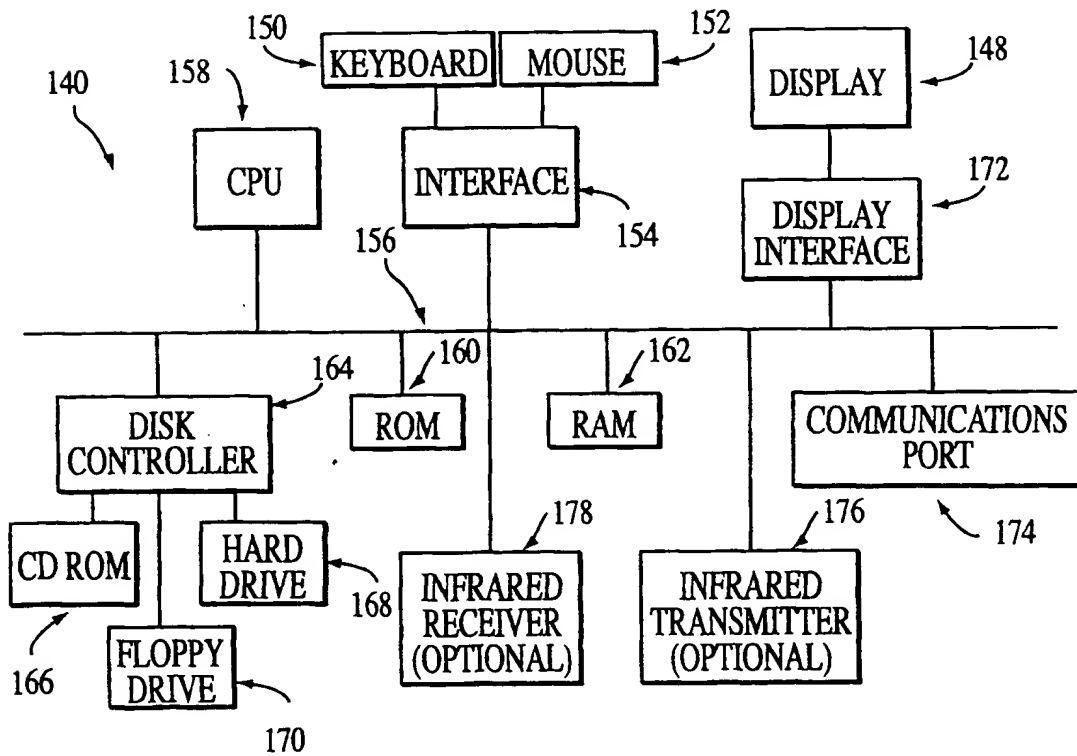 150
KEYBOARD
MOUSE
152
140
158
CPU
INTERFACE
154
DISPLAY
148
172
DISPLAY
INTERFACE
156
164
DISK
CONTROLLER
160
ROM
162
RAM
COMMUNICATIONS
PORT
174
CD ROM
166
HARD
DRIVE
168
FLOPPY
DRIVE
170
178
INFRARED
RECEIVER
(OPTIONAL)
176
INFRARED
TRANSMITTER
(OPTIONAL)